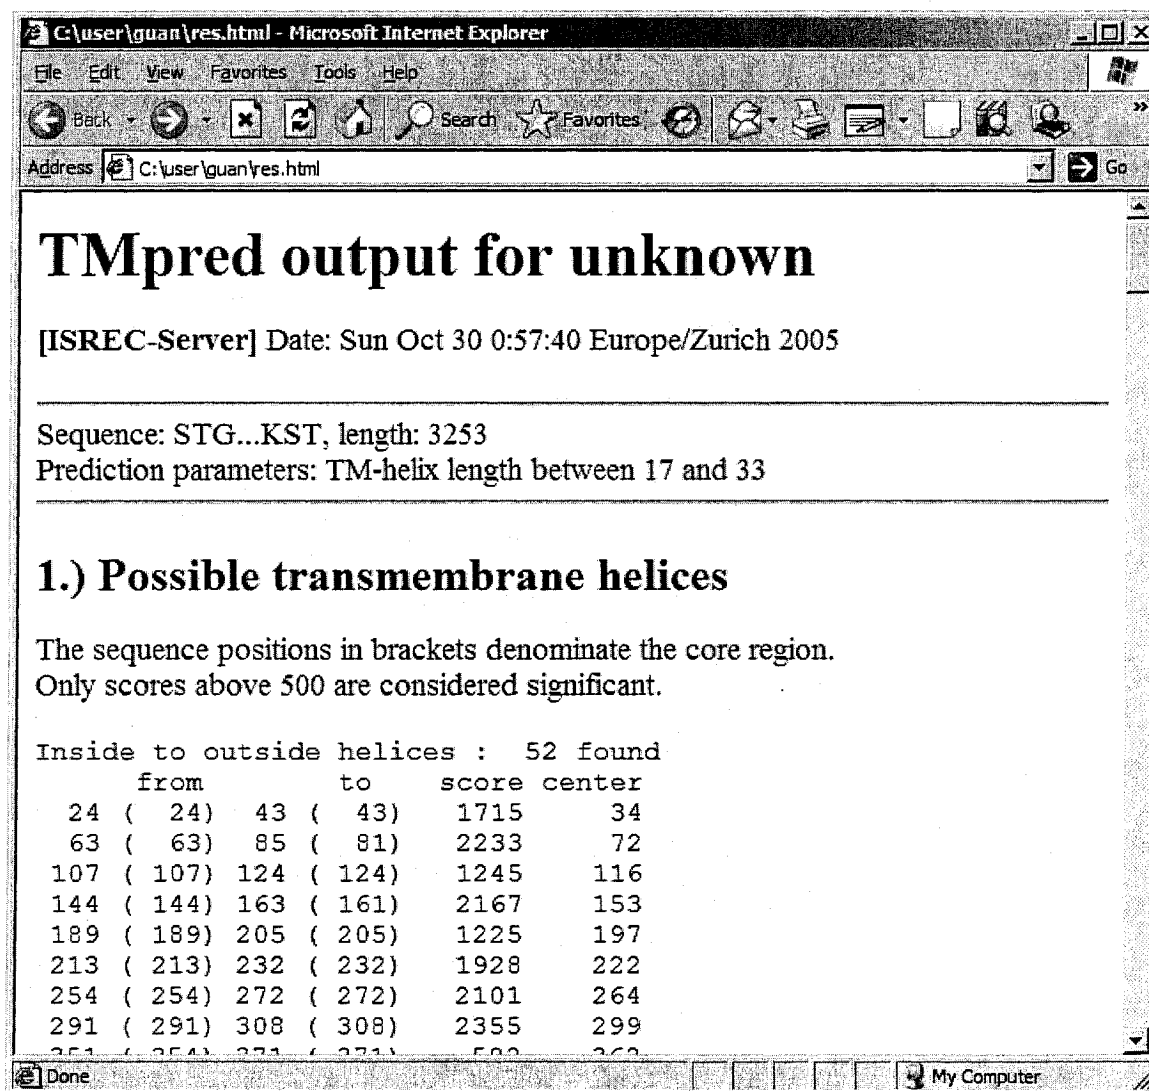 C:\user\guan\res.html - Microsoft Internet Explorer
File Edit View Favorites Tools Help
Back Search Favorites »
Address C:\user\guan\res.html Go
TMpred output for unknown
[ISREC-Server] Date: Sun Oct 30 0:57:40 Europe/Zurich 2005
Sequence: STG...KST, length: 3253
Prediction parameters: TM-helix length between 17 and 33
1.) Possible transmembrane helices
The sequence positions in brackets denominate the core region.
Only scores above 500 are considered significant.
Inside to outside helices : 52 found
from to score center
24 ( 24) 43 ( 43) 1715 34
63 ( 63) 85 ( 81) 2233 72
107 ( 107) 124 ( 124) 1245 116
144 ( 144) 163 ( 161) 2167 153
189 ( 189) 205 ( 205) 1225 197
213 ( 213) 232 ( 232) 1928 222
254 ( 254) 272 ( 272) 2101 264
291 ( 291) 308 ( 308) 2355 299
Done My Computer